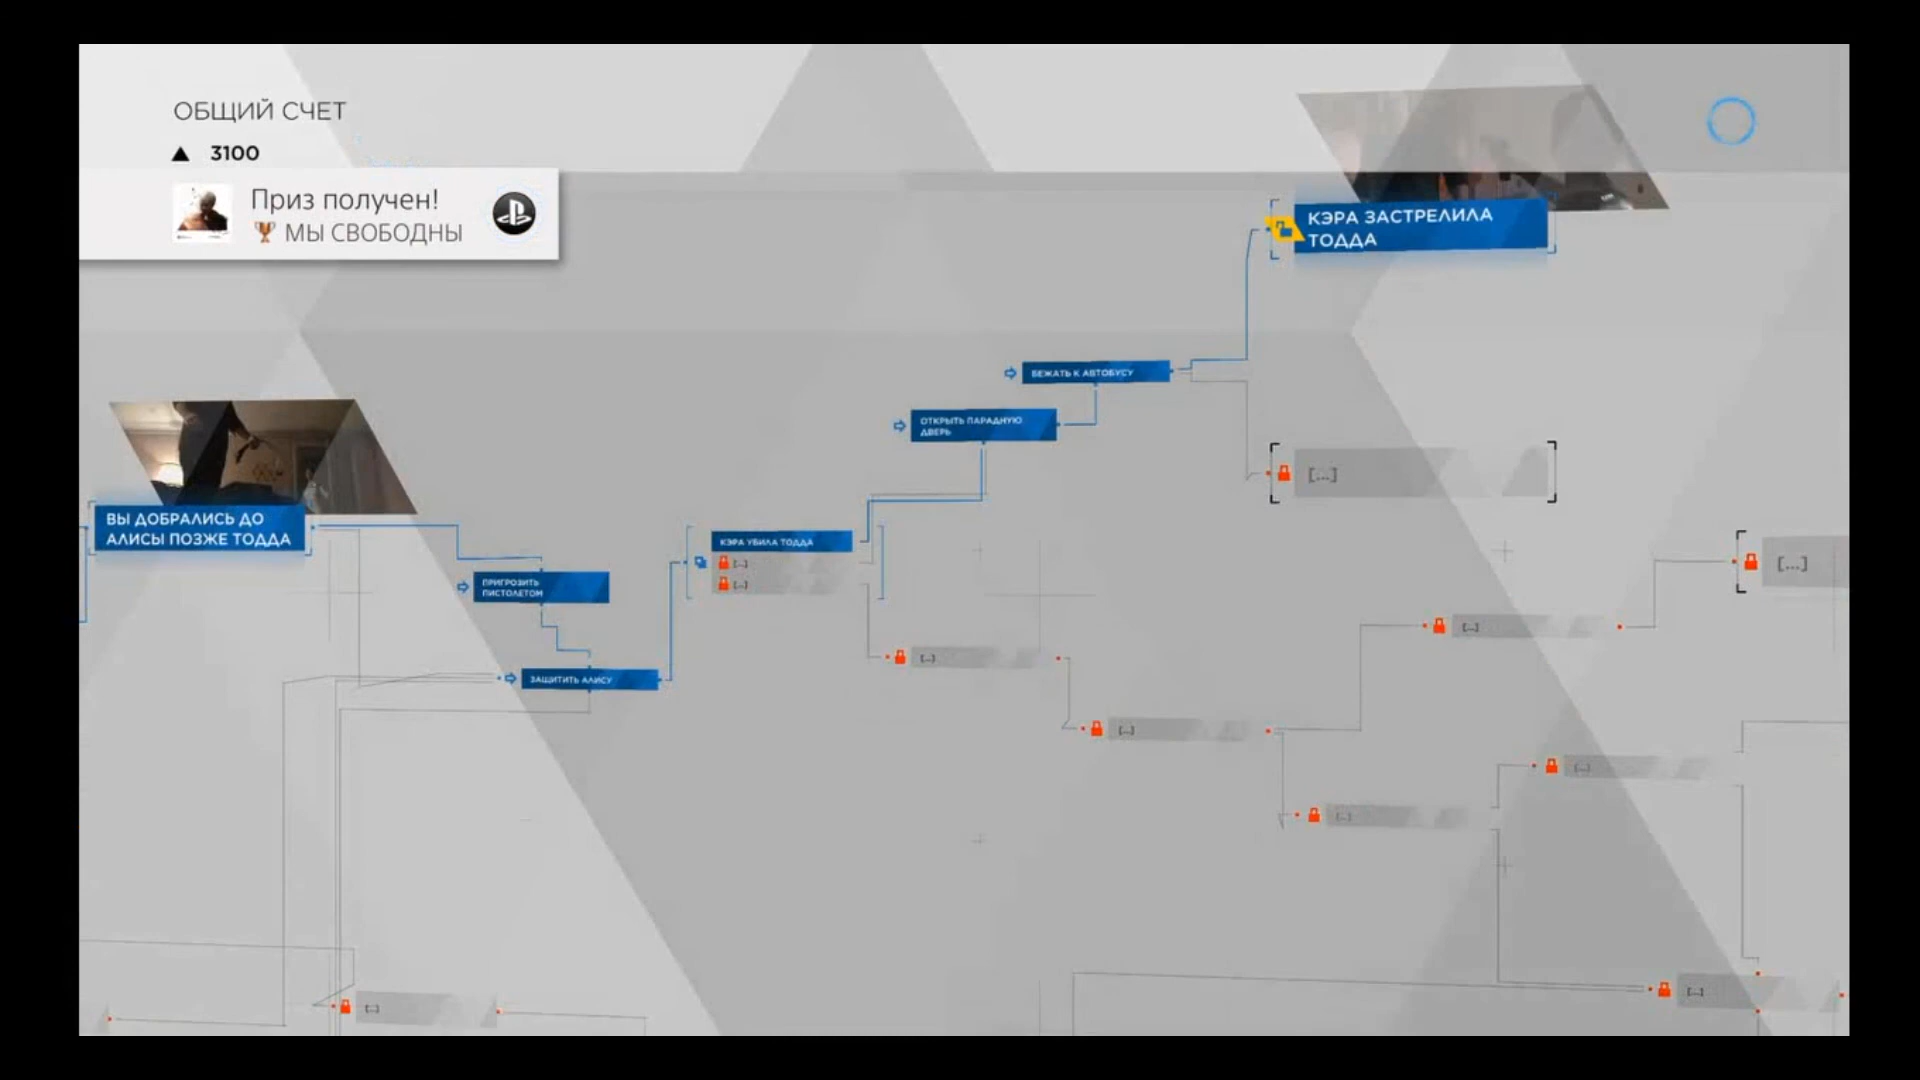 ОБЩИЙ СЧЕТ
3100
Приз получен!
МЫ СВОБОДНЫ
КЭРА ЗАСТРЕЛИЛА
ТОДДА
БЕЖАТЬ К АВТОБУСУ
ОТКРЫТЬ ПАРАДНУЮ
ДВЕРЬ
[...]
ВЫ ДОБРАЛИСЬ ДО
АЛИСЫ ПОЗЖЕ ТОДДА
КЭРА УБИЛА ТОДДА
[...]
[...]
[...]
ПРИГРОЗИТЬ
ПИСТОЛЕТОМ
[...]
[...]
ЗАЩИТИТЬ АЛИСУ
[...]
[...]
[...]
[...]
[...]